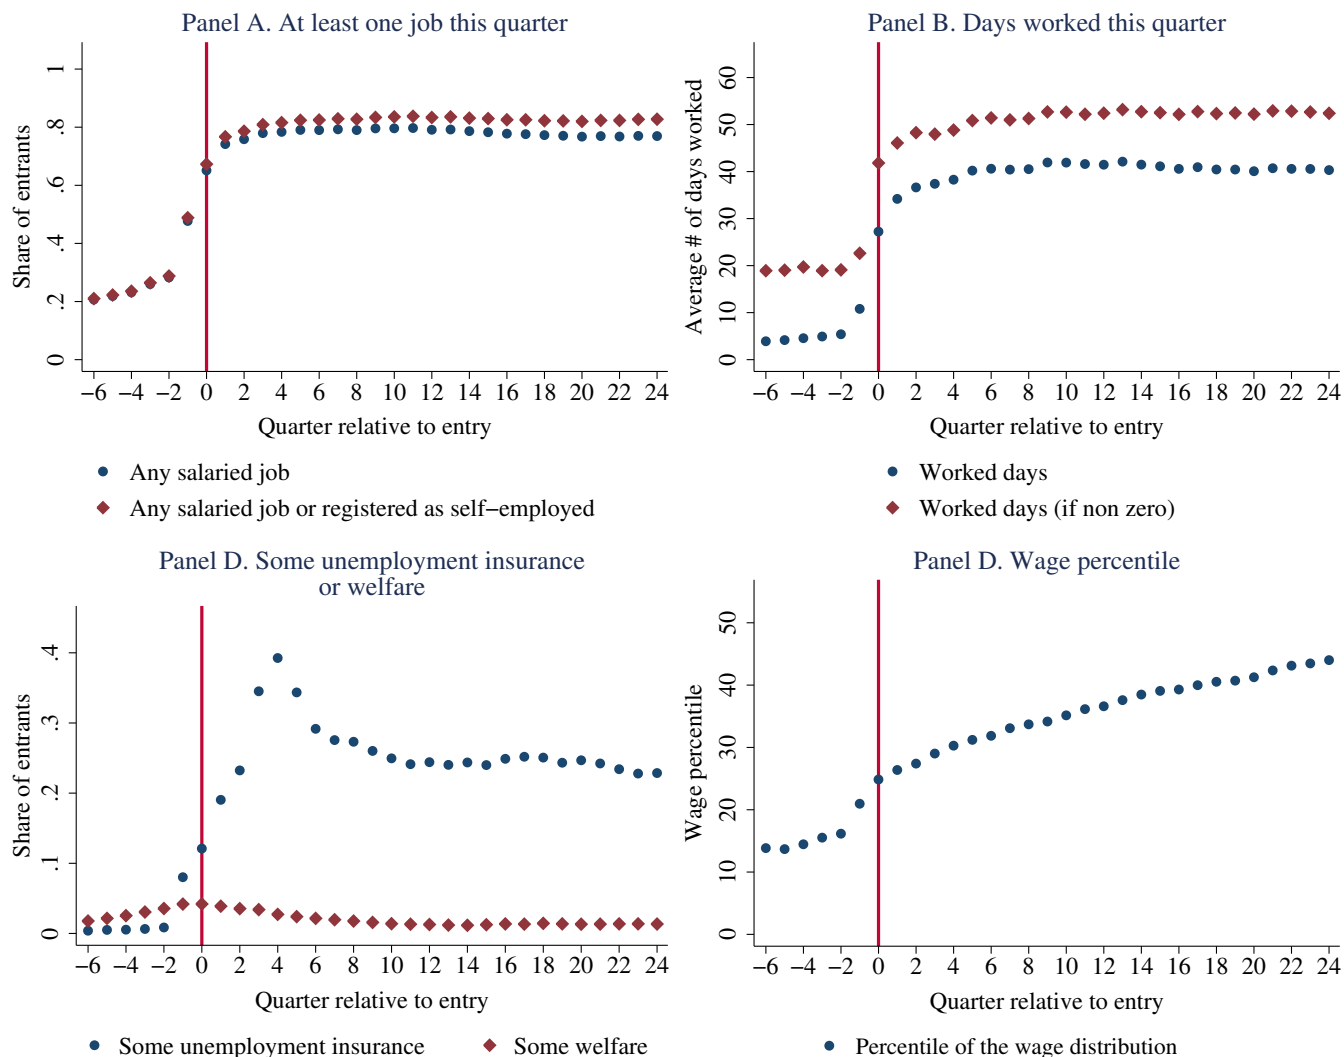 Panel A. At least one job this quarter
Share of entrants
1
.8
.6
.4
.2
0
−6 −4 −2 0 2 4 6 8 10 12 14 16 18 20 22 24
Quarter relative to entry
Any salaried job
Any salaried job or registered as self−employed
Panel B. Days worked this quarter
Average # of days worked
60
50
40
30
20
10
0
−6 −4 −2 0 2 4 6 8 10 12 14 16 18 20 22 24
Quarter relative to entry
Worked days
Worked days (if non zero)
Panel D. Some unemployment insurance
or welfare
Share of entrants
.4
.3
.2
.1
0
−6 −4 −2 0 2 4 6 8 10 12 14 16 18 20 22 24
Quarter relative to entry
Some unemployment insurance Some welfare
Panel D. Wage percentile
Wage percentile
50
40
30
20
10
0
−6 −4 −2 0 2 4 6 8 10 12 14 16 18 20 22 24
Quarter relative to entry
Percentile of the wage distribution